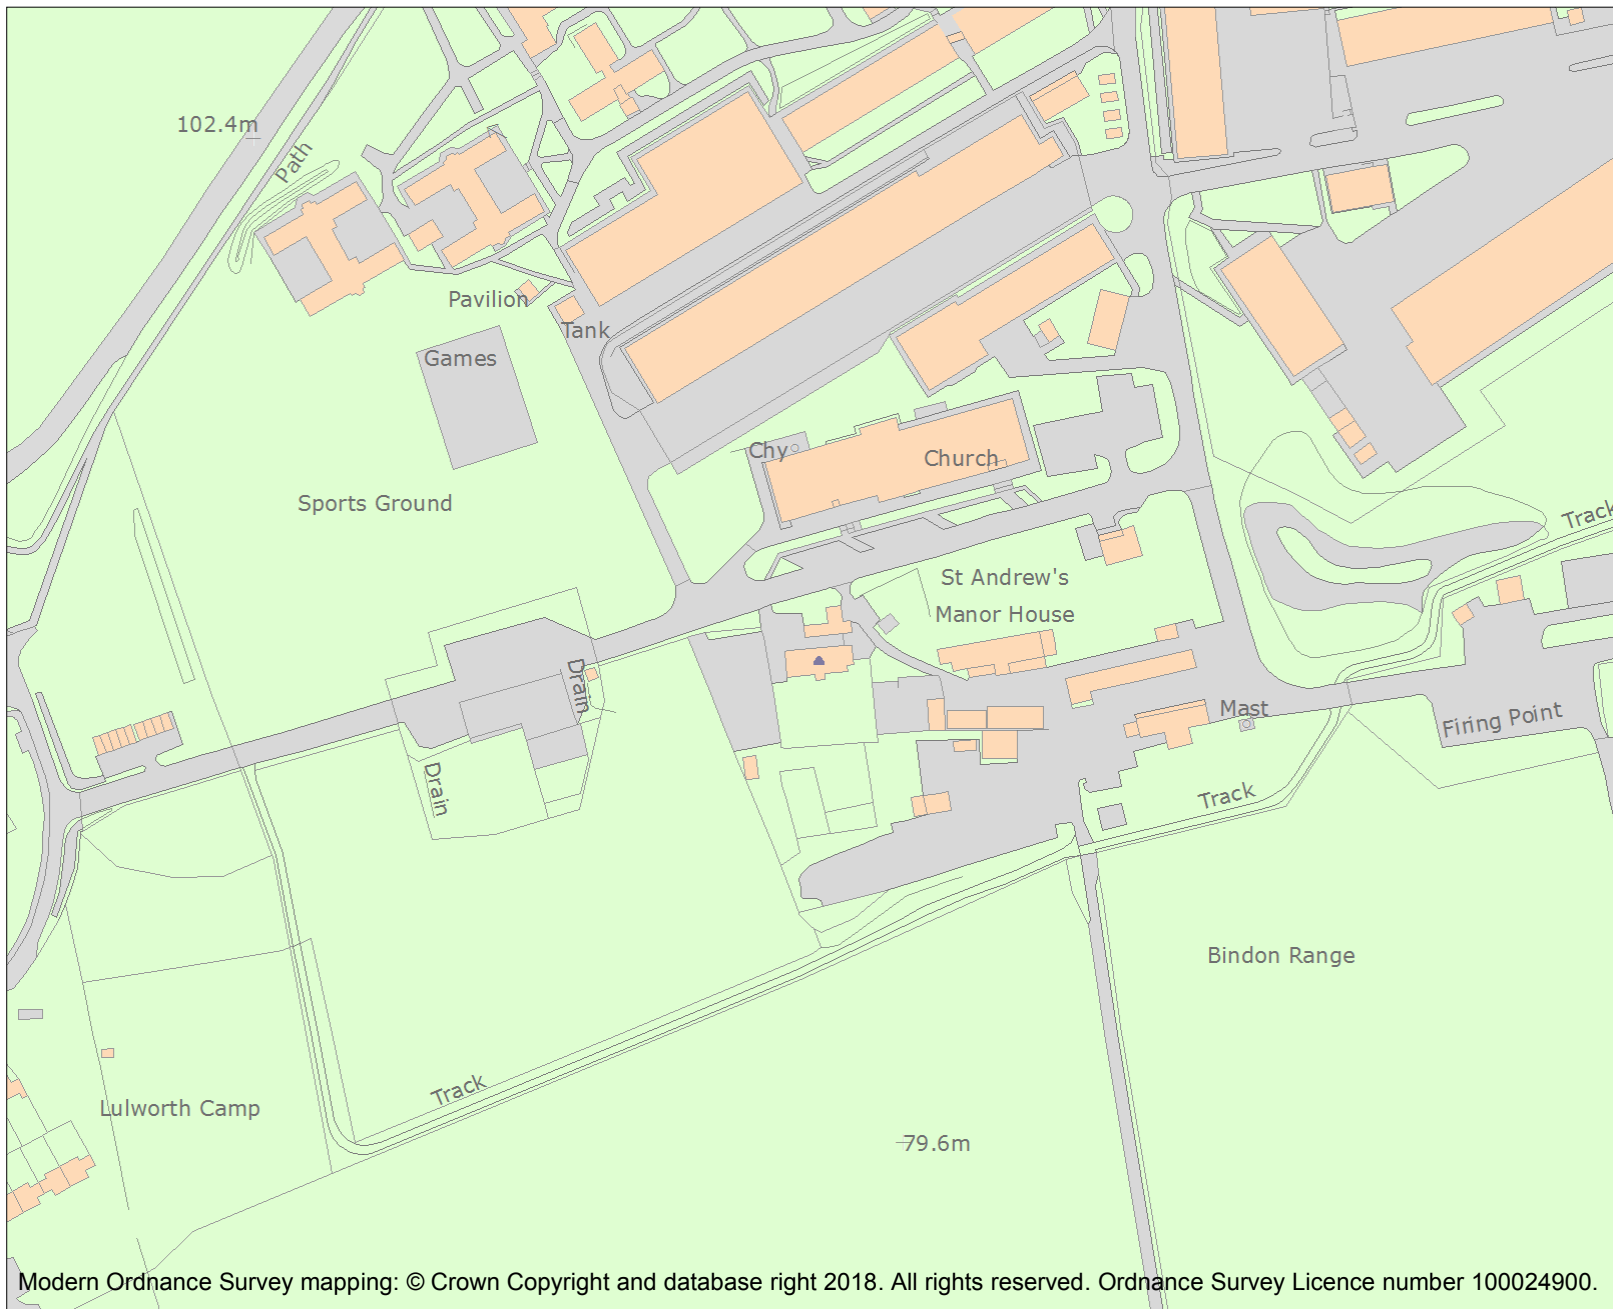 102.4m
Path
Pavilion
Tank
Games
Chy
Church
Sports Ground
Track
St Andrew's
Manor House
Drain
Mast
Firing Point
Drain
Track
Bindon Range
Track
Lulworth Camp
79.6m
Modern Ordnance Survey mapping: © Crown Copyright and database right 2018. All rights reserved. Ordnance Survey Licence number 100024900.